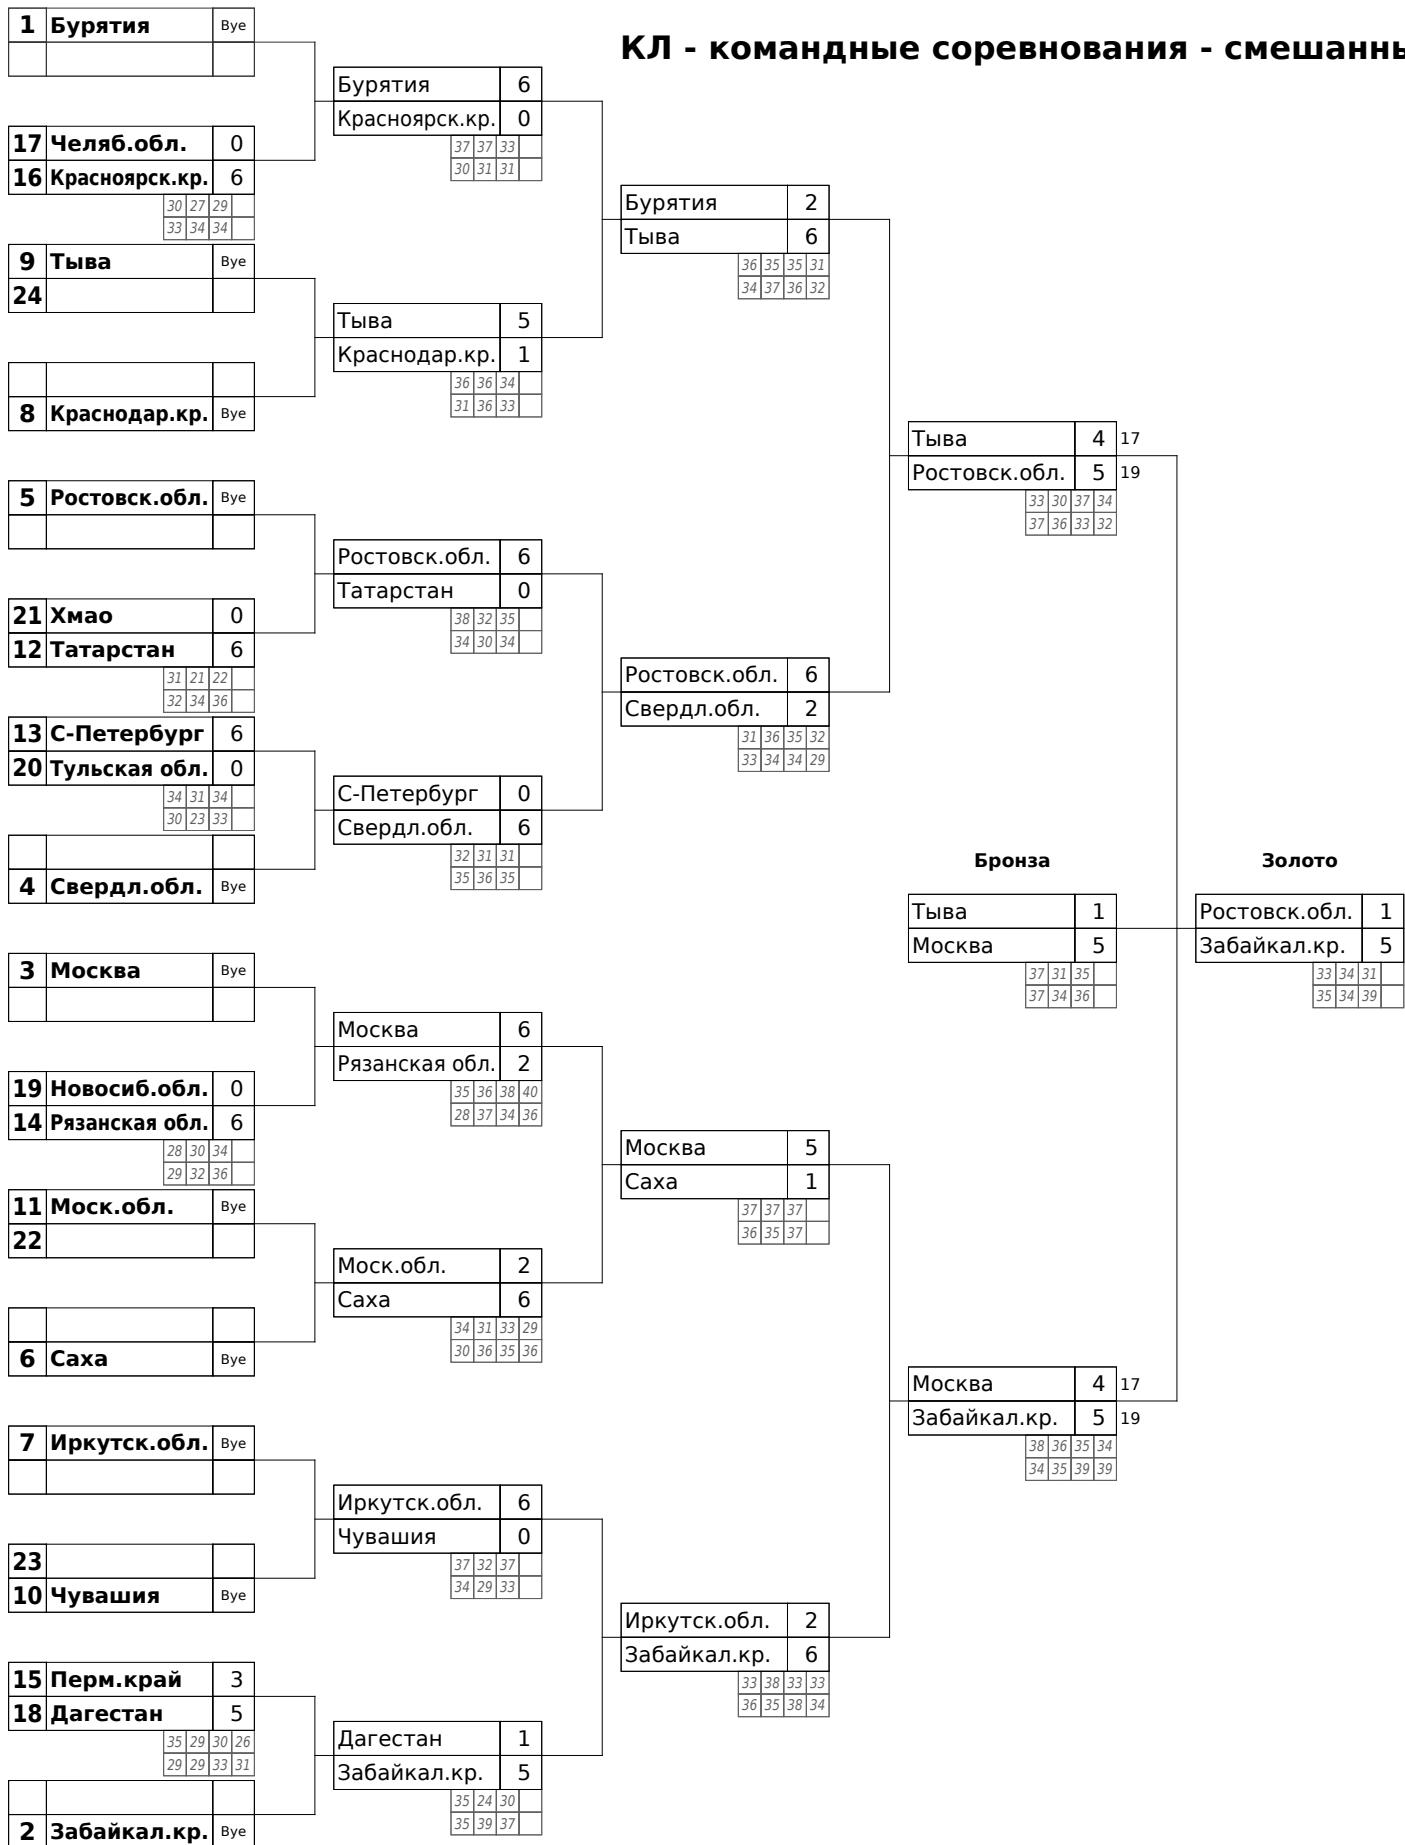 КЛ - командные соревнования - смешанны
1 Бурятия Bye
17 Челяб.обл. 0
16 Красноярск.кр. 6
30 27 29
33 34 34
9 Тыва Bye
24
8 Краснодар.кр. Bye
5 Ростовск.обл. Bye
21 Хмао 0
12 Татарстан 6
31 21 22
32 34 36
13 С-Петербург 6
20 Тульская обл. 0
34 31 34
30 23 33
4 Свердл.обл. Bye
3 Москва Bye
19 Новосиб.обл. 0
14 Рязанская обл. 6
28 30 34
29 32 36
11 Моск.обл. Bye
22
6 Саха Bye
7 Иркутск.обл. Bye
23
10 Чувашия Bye
15 Перм.край 3
18 Дагестан 5
35 29 30 26
29 29 33 31
2 Забайкал.кр. Bye
Бурятия 6
Красноярск.кр. 0
37 37 33
30 31 31
Тыва 5
Краснодар.кр. 1
36 36 34
31 36 33
Ростовск.обл. 6
Татарстан 0
38 32 35
34 30 34
С-Петербург 0
Свердл.обл. 6
32 31 31
35 36 35
Москва 6
Рязанская обл. 2
35 36 38 40
28 37 34 36
Моск.обл. 2
Саха 6
34 31 33 29
30 36 35 36
Иркутск.обл. 6
Чувашия 0
37 32 37
34 29 33
Дагестан 1
Забайкал.кр. 5
35 24 30
35 39 37
Бурятия 2
Тыва 6
36 35 35 31
34 37 36 32
Ростовск.обл. 6
Свердл.обл. 2
31 36 35 32
33 34 34 29
Москва 5
Саха 1
37 37 37
36 35 37
Иркутск.обл. 2
Забайкал.кр. 6
33 38 33 33
36 35 38 34
Тыва 4 17
Ростовск.обл. 5 19
33 30 37 34
37 36 33 32
Москва 4 17
Забайкал.кр. 5 19
38 36 35 34
34 35 39 39
Бронза
Тыва 1
Москва 5
37 31 35
37 34 36
Золото
Ростовск.обл. 1
Забайкал.кр. 5
33 34 31
35 34 39